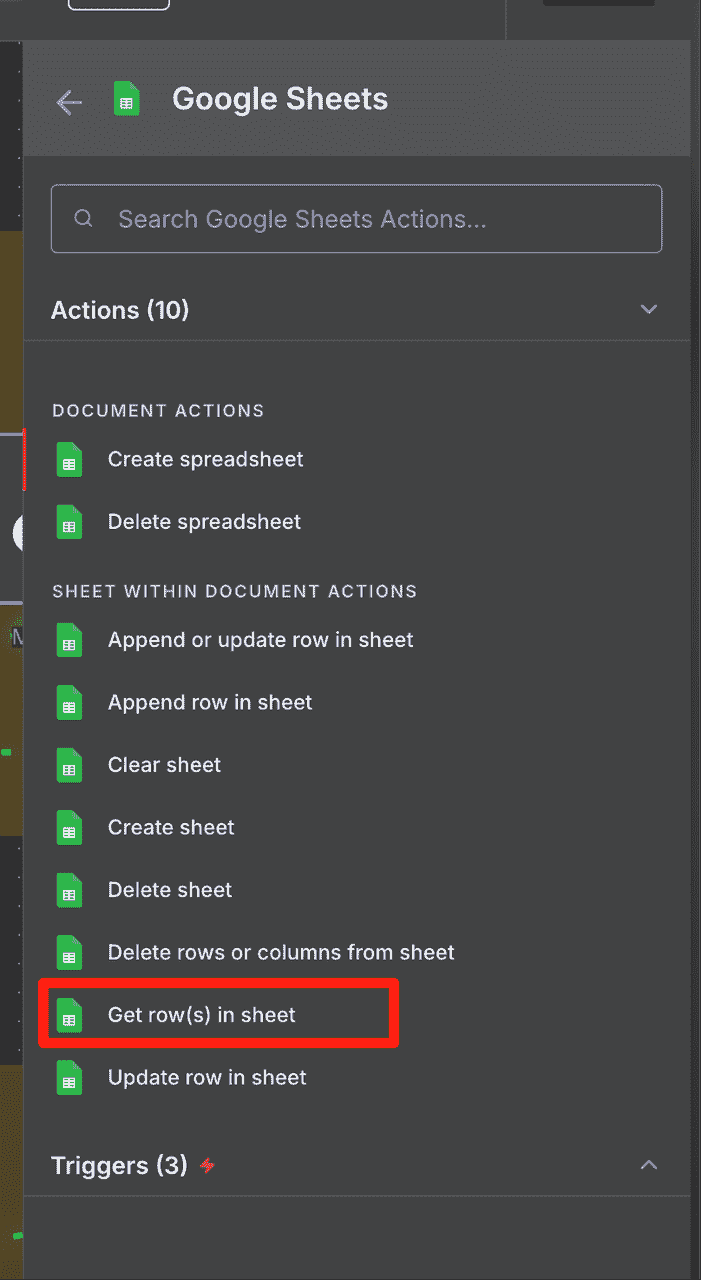 Google Sheets
Search Google Sheets Actions...
Actions (10)
DOCUMENT ACTIONS
Create spreadsheet
Delete spreadsheet
SHEET WITHIN DOCUMENT ACTIONS
Append or update row in sheet
Append row in sheet
Clear sheet
Create sheet
Delete sheet
Delete rows or columns from sheet
Get row(s) in sheet
Update row in sheet
Triggers (3)